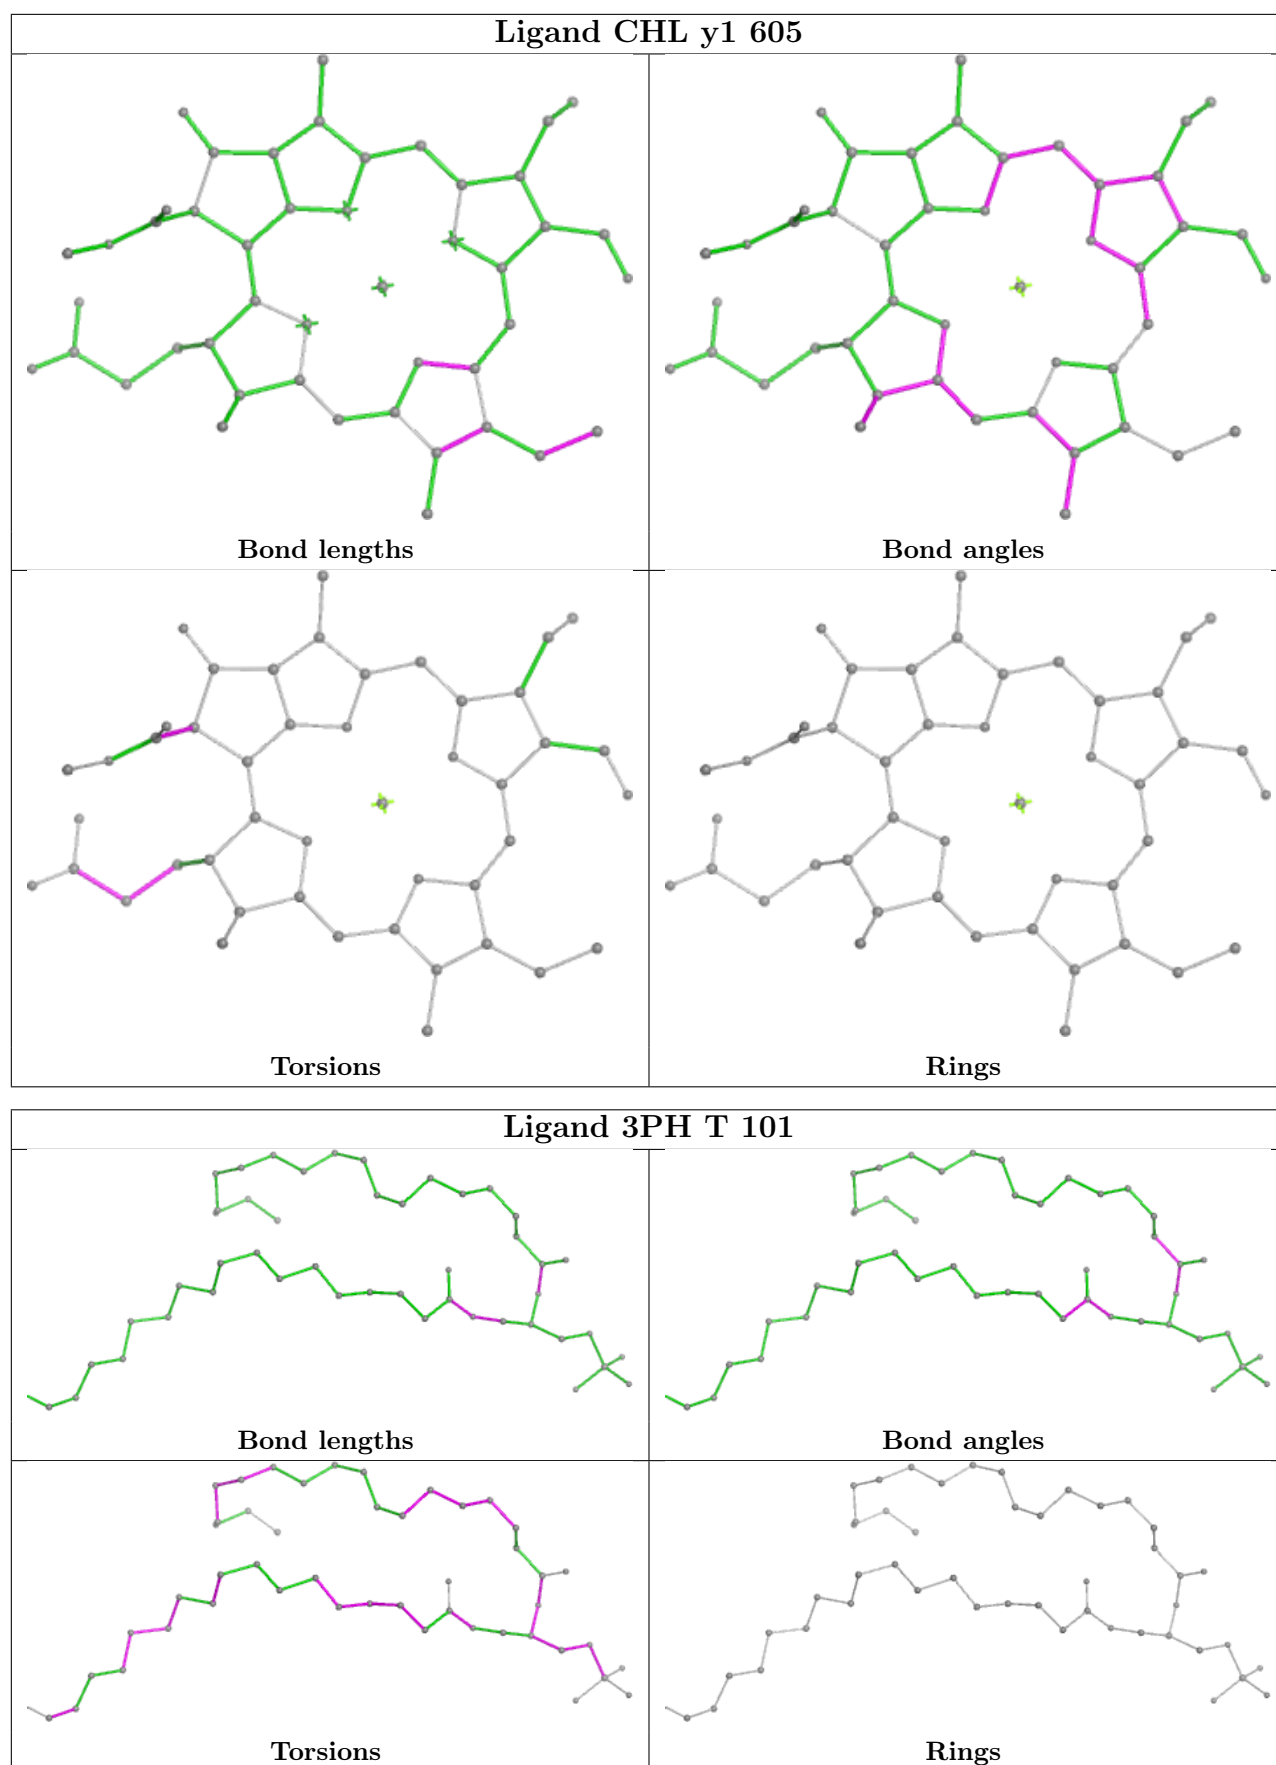 Ligand CHL y1 605
Bond lengths
Bond angles
Torsions
Rings
Ligand 3PH T 101
Bond lengths
Bond angles
Torsions
Rings